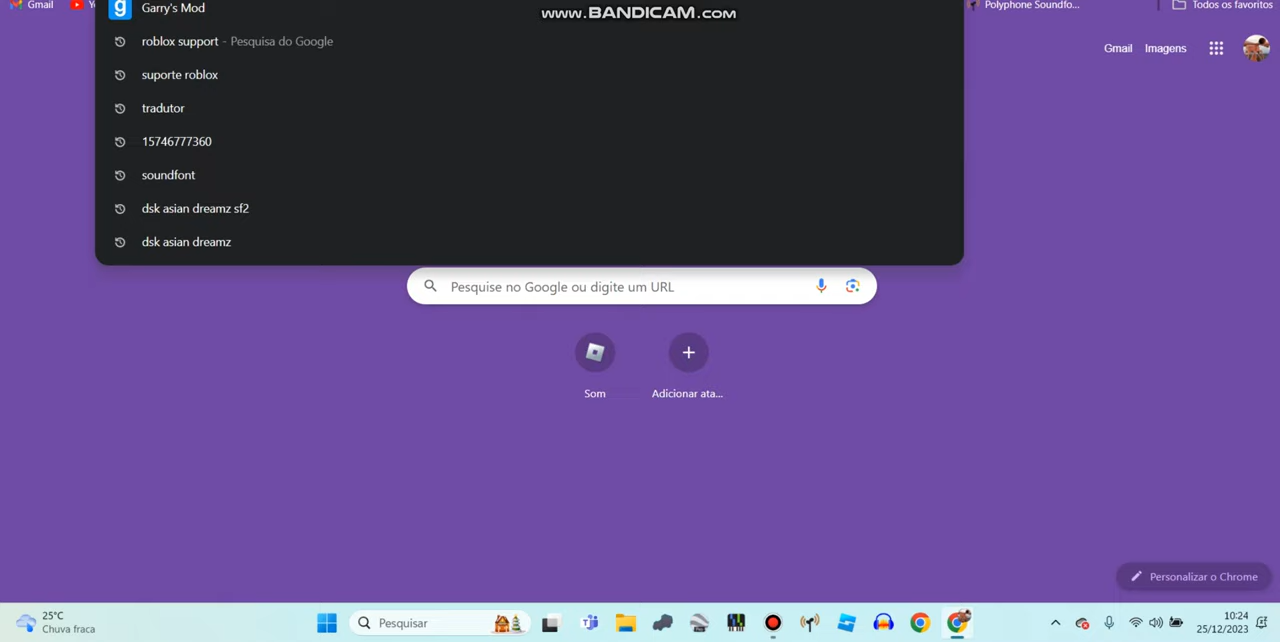 Gmail
www.BANDICAM.com
Polyphone Soundfo...
Todos os favoritos
Garry's Mod
roblox support - Pesquisa do Google
suporte roblox
tradutor
15746777360
soundfont
dsk asian dreamz sf2
dsk asian dreamz
Gmail
Imagens
Pesquise no Google ou digite um URL
Som
Adicionar ata...
Personalizar o Chrome
25°C
Chuva fraca
Pesquisar
10:24
25/12/2023